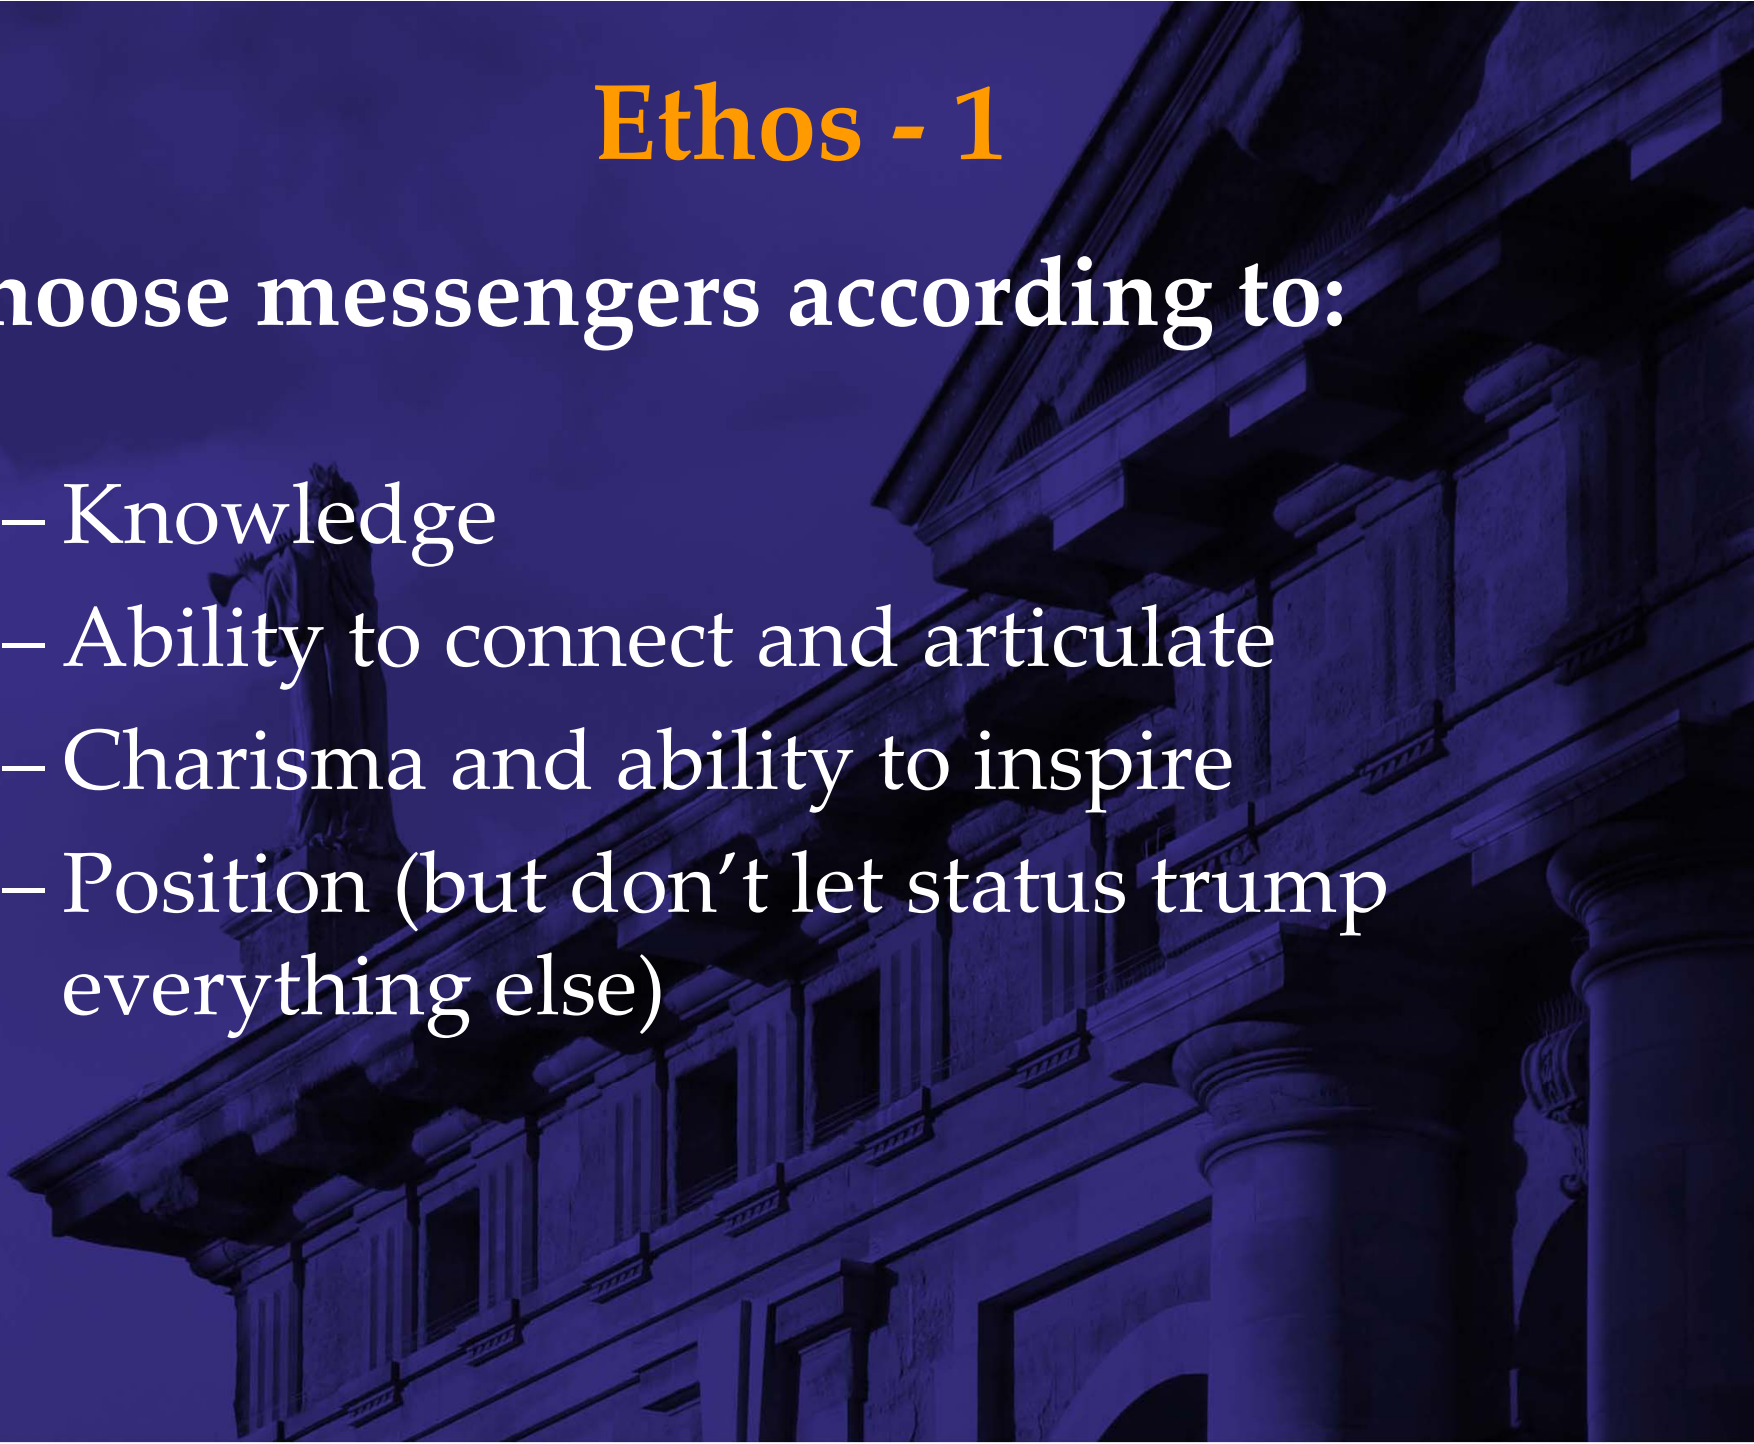 Ethos - 1
hoose messengers according to:
– Knowledge
– Ability to connect and articulate
– Charisma and ability to inspire
– Position (but don’t let status trump
everything else)